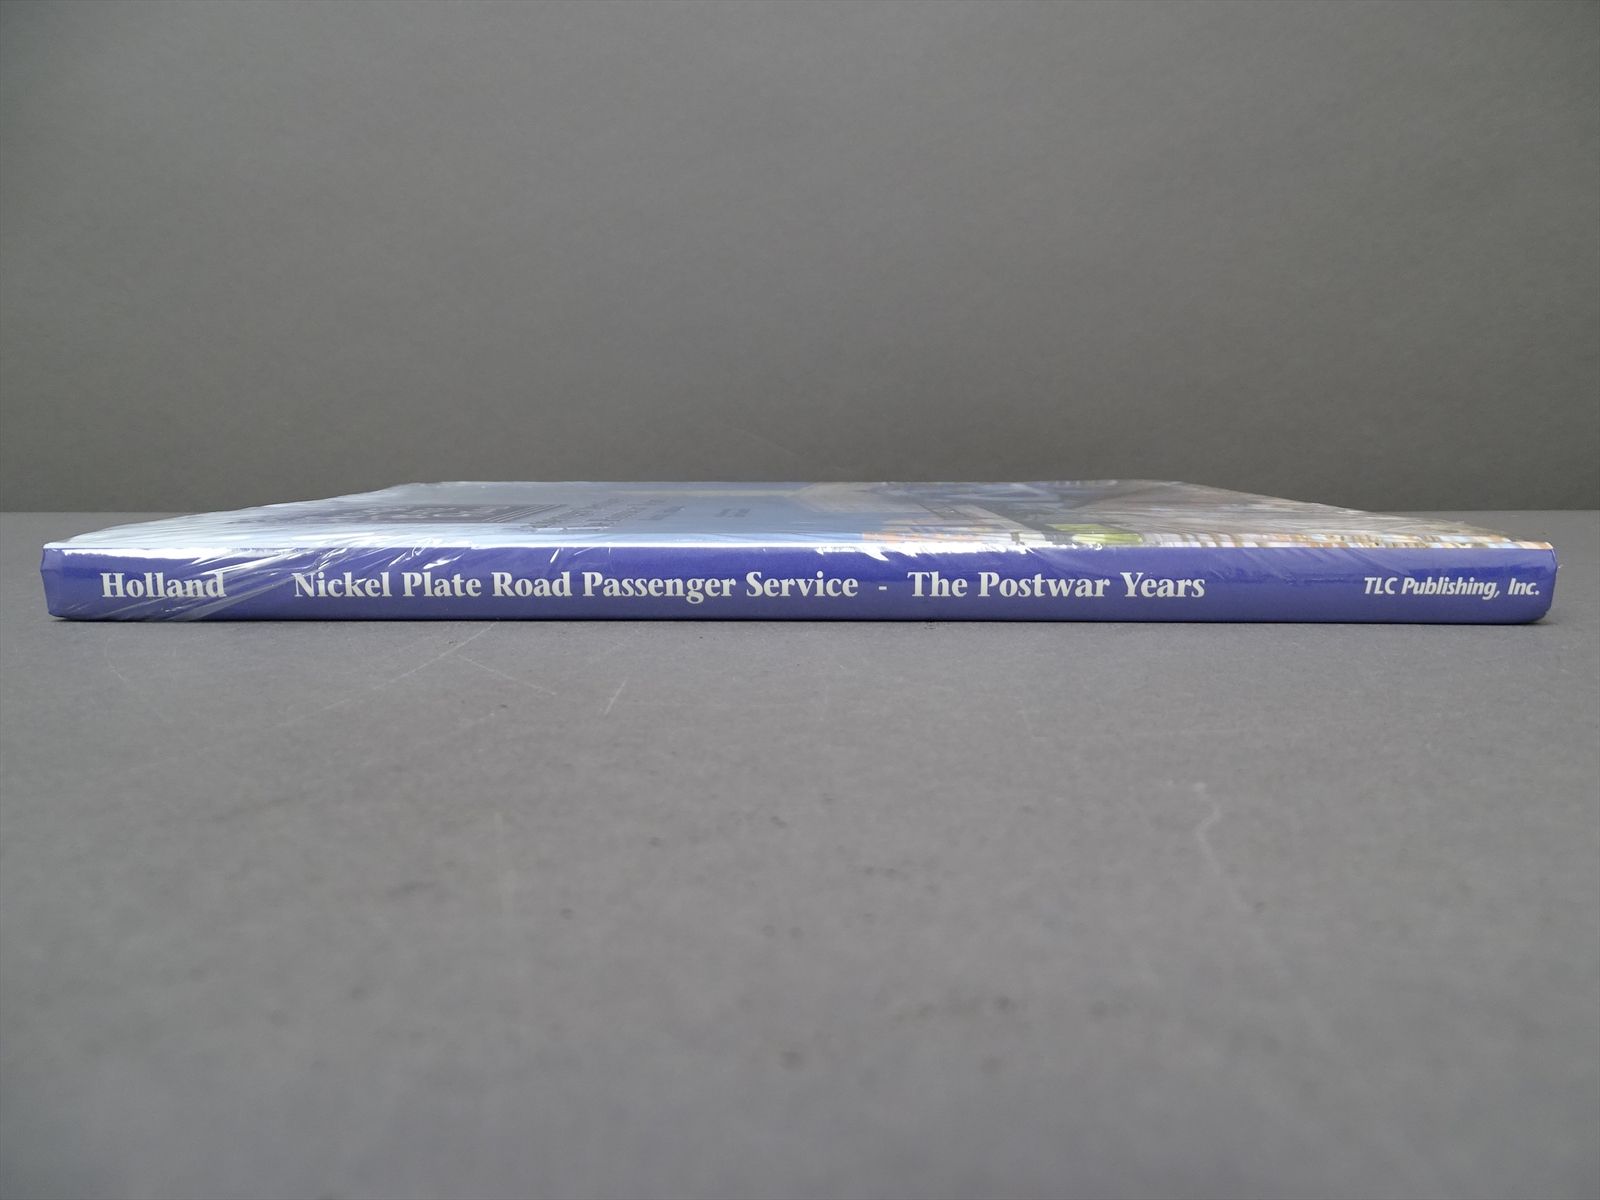 Holland Nickel Plate Road Passenger Service - The Postwar Years TLC Publishing, Inc.